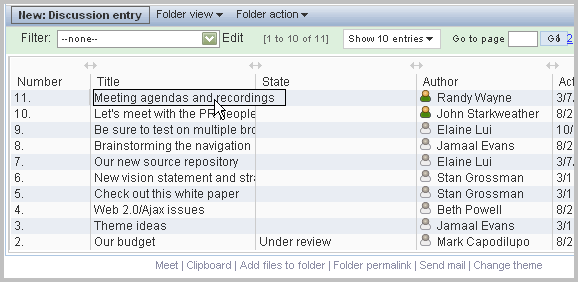 New: Discussion entry Folder view Folder action
Filter: --none-- Edit [1 to 10 of 11] Show 10 entries Go to page 2
Number Title State Author Act
11. Meeting agendas and recordings Randy Wayne 3/7
10. Let's meet with the PR people John Starkweather 8/2
9. Be sure to test on multiple bro Elaine Lui 10/
8. Brainstorming the navigation Jamaal Evans 8/2
7. Our new source repository Elaine Lui 3/7
6. New vision statement and stra Stan Grossman 3/1
5. Check out this white paper Stan Grossman 8/2
4. Web 2.0/Ajax issues Beth Powell 8/2
3. Theme ideas Jamaal Evans 3/1
2. Our budget Under review Mark Capodilupo 8/2
Meet | Clipboard | Add files to folder | Folder permalink | Send mail | Change theme